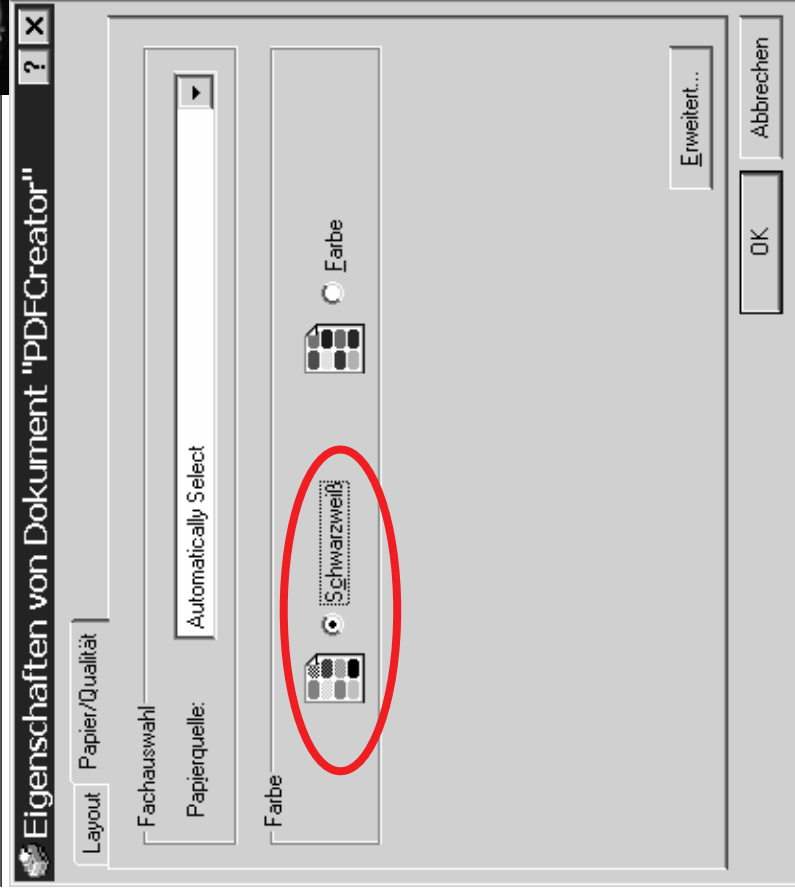 Eigenschaften von Dokument "PDFCreator"
Layout Papier/Qualität
Fachauswahl
Papierquelle: Automatically Select
Farbe
Schwarzweiß Farbe
Erweitert...
OK Abbrechen